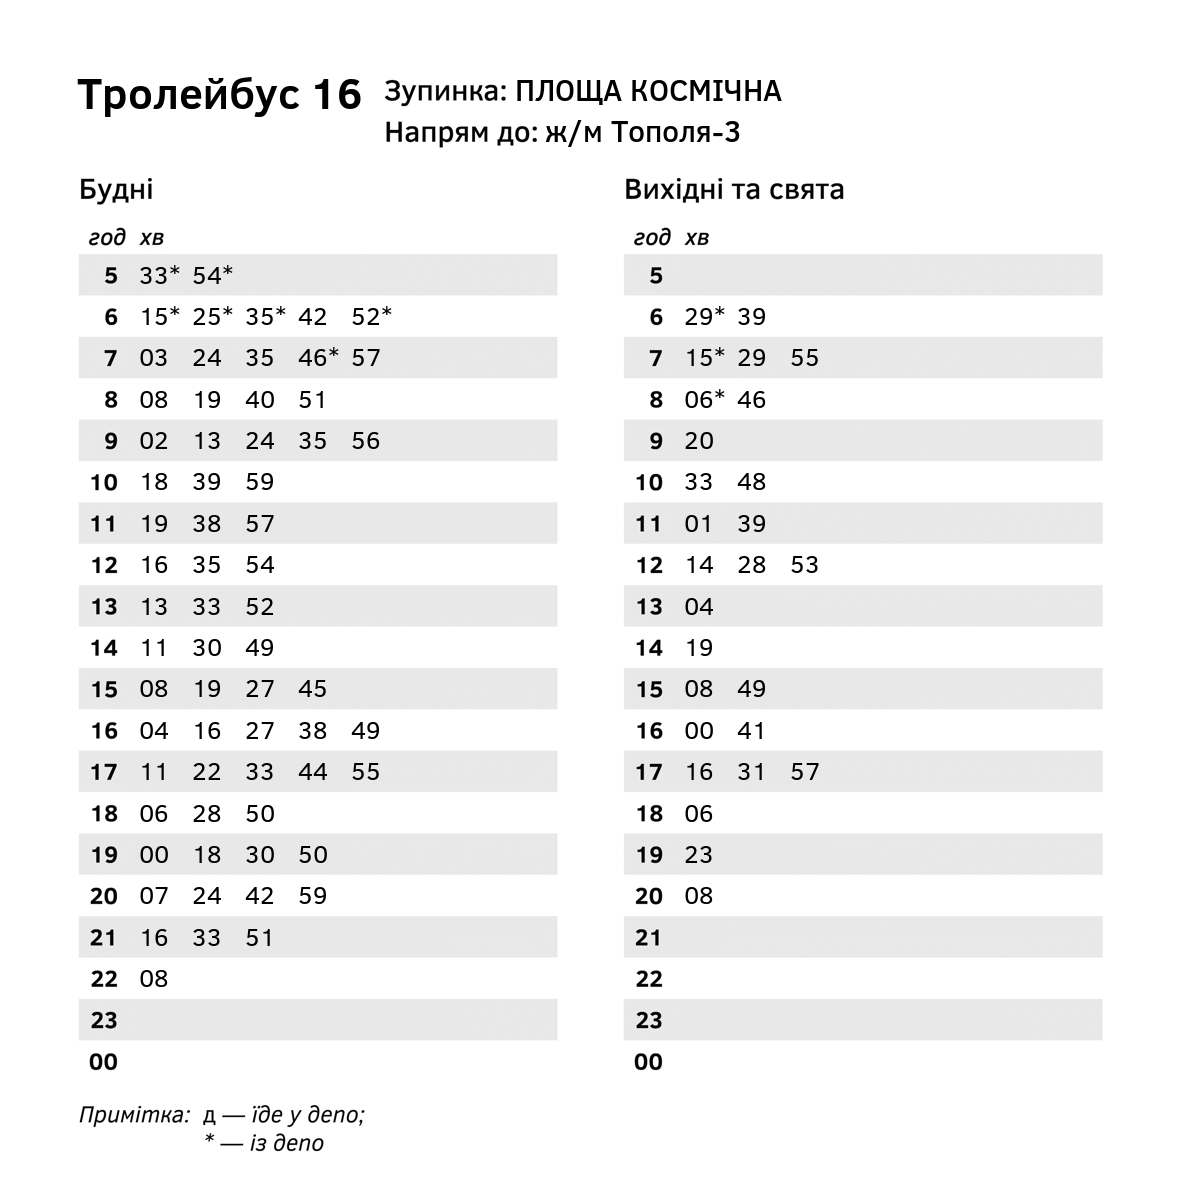 Тролейбус 16
Зупинка: ПЛОЩА КОСМІЧНА
Напрям до: ж/м Тополя-3
Будні
год хв
5 33* 54*
6 15* 25* 35* 42 52*
7 03 24 35 46* 57
8 08 19 40 51
9 02 13 24 35 56
10 18 39 59
11 19 38 57
12 16 35 54
13 13 33 52
14 11 30 49
15 08 19 27 45
16 04 16 27 38 49
17 11 22 33 44 55
18 06 28 50
19 00 18 30 50
20 07 24 42 59
21 16 33 51
22 08
23
00
Вихідні та свята
год хв
5
6 29* 39
7 15* 29 55
8 06* 46
9 20
10 33 48
11 01 39
12 14 28 53
13 04
14 19
15 08 49
16 00 41
17 16 31 57
18 06
19 23
20 08
21
22
23
00
Примітка: д — їде у депо;
* — із депо